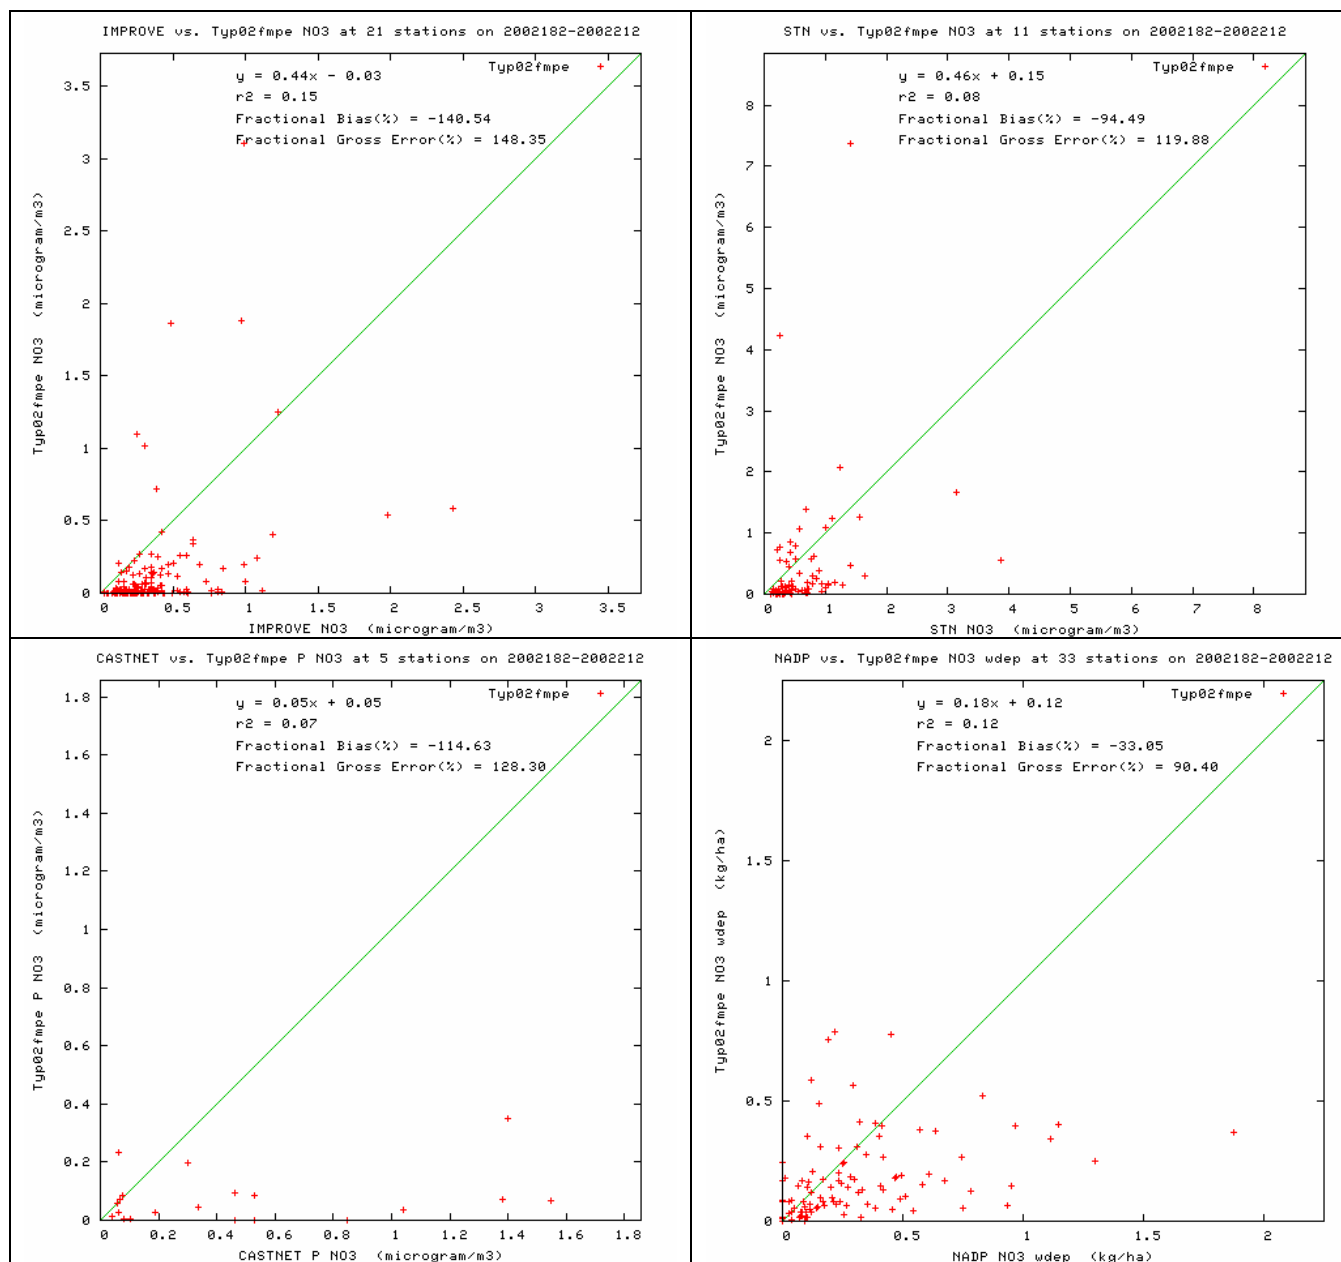 IMPROVE vs. Typ02fmpe NO3 at 21 stations on 2002182-2002212
Typ02fmpe
y = 0.44x - 0.03
r2 = 0.15
Fractional Bias(%) = -140.54
Fractional Gross Error(%) = 148.35
3.5
3
2.5
2
1.5
1
0.5
0
Typ02fmpe NO3 (microgram/m3)
0 0.5 1 1.5 2 2.5 3 3.5
IMPROVE NO3 (microgram/m3)
STN vs. Typ02fmpe NO3 at 11 stations on 2002182-2002212
Typ02fmpe
y = 0.46x + 0.15
r2 = 0.08
Fractional Bias(%) = -94.49
Fractional Gross Error(%) = 119.88
8
7
6
5
4
3
2
1
0
Typ02fmpe NO3 (microgram/m3)
0 1 2 3 4 5 6 7 8
STN NO3 (microgram/m3)
CASTNET vs. Typ02fmpe P NO3 at 5 stations on 2002182-2002212
Typ02fmpe
y = 0.05x + 0.05
r2 = 0.07
Fractional Bias(%) = -114.63
Fractional Gross Error(%) = 128.30
1.8
1.6
1.4
1.2
1
0.8
0.6
0.4
0.2
0
Typ02fmpe P NO3 (microgram/m3)
0 0.2 0.4 0.6 0.8 1 1.2 1.4 1.6 1.8
CASTNET P NO3 (microgram/m3)
NADP vs. Typ02fmpe NO3 wdep at 33 stations on 2002182-2002212
Typ02fmpe
y = 0.18x + 0.12
r2 = 0.12
Fractional Bias(%) = -33.05
Fractional Gross Error(%) = 90.40
2
1.5
1
0.5
0
Typ02fmpe NO3 wdep (kg/ha)
0 0.5 1 1.5 2
NADP NO3 wdep (kg/ha)